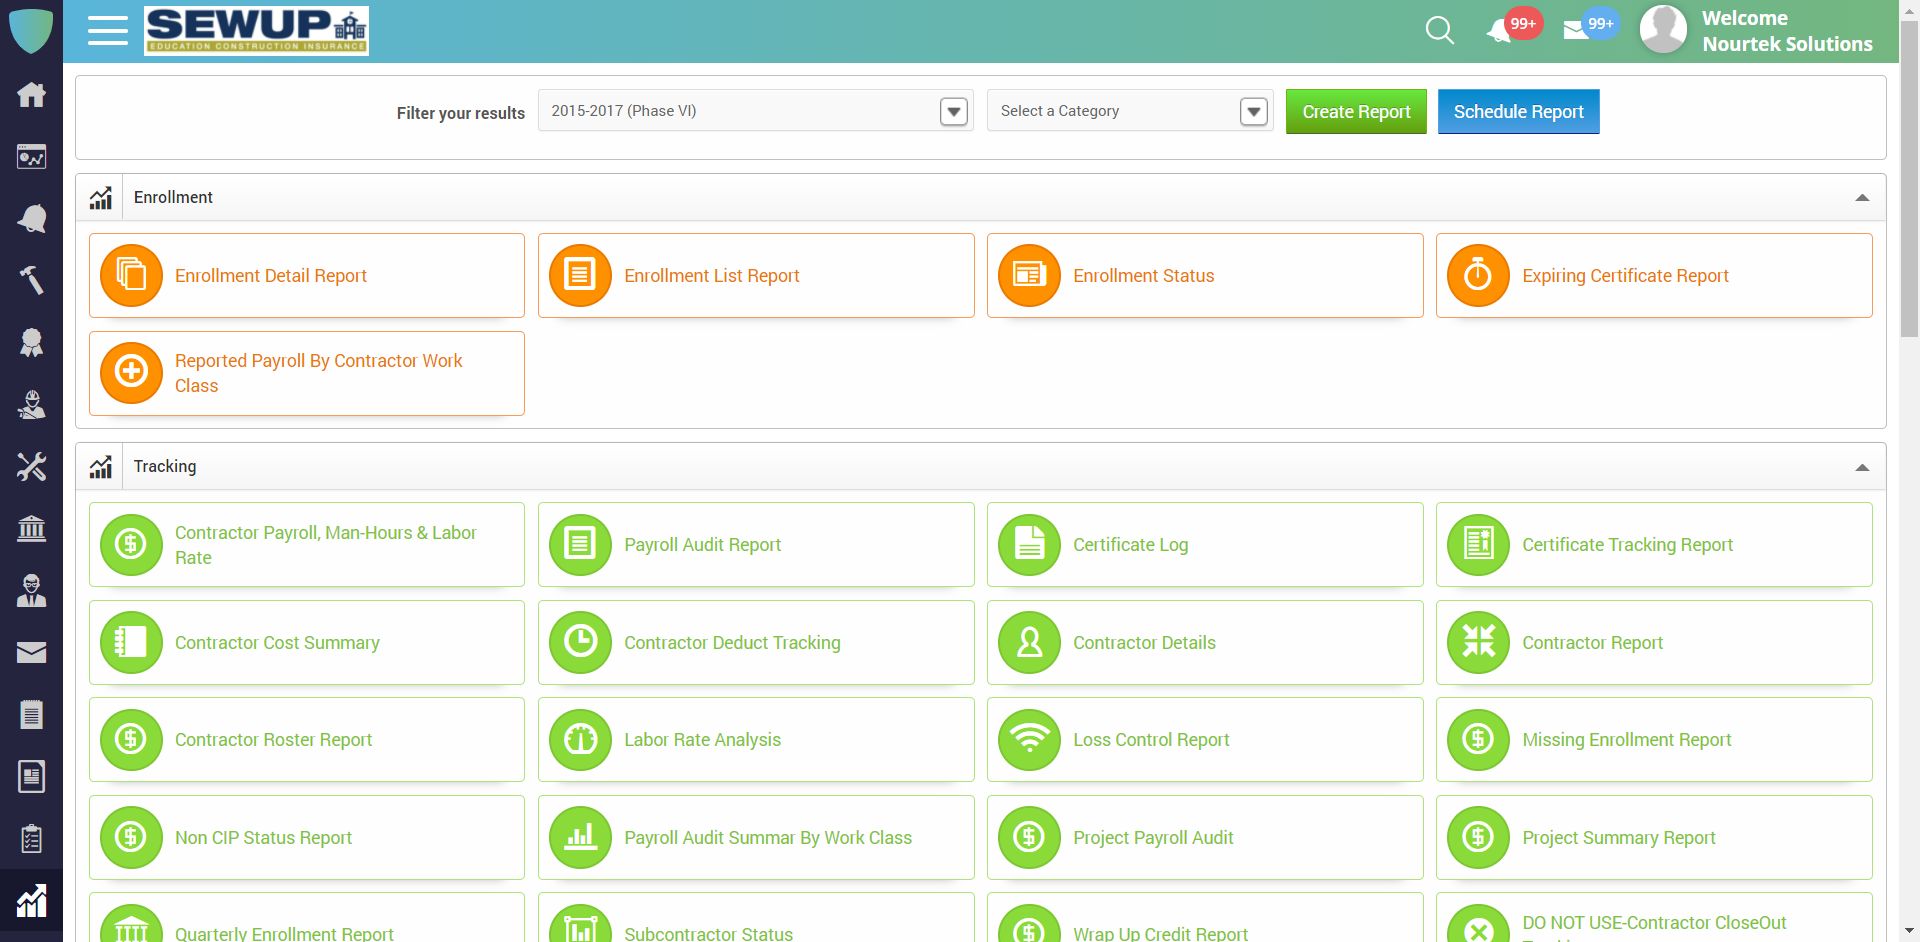 SEWUP
EDUCATION CONSTRUCTION INSURANCE
99+
99+
Welcome
Nourtek Solutions
Filter your results
2015-2017 (Phase VI)
Select a Category
Create Report
Schedule Report
Enrollment
Enrollment Detail Report
Enrollment List Report
Enrollment Status
Expiring Certificate Report
Reported Payroll By Contractor Work
Class
Tracking
Contractor Payroll, Man-Hours & Labor
Rate
Payroll Audit Report
Certificate Log
Certificate Tracking Report
Contractor Cost Summary
Contractor Deduct Tracking
Contractor Details
Contractor Report
Contractor Roster Report
Labor Rate Analysis
Loss Control Report
Missing Enrollment Report
Non CIP Status Report
Payroll Audit Summar By Work Class
Project Payroll Audit
Project Summary Report
Quarterly Enrollment Report
Subcontractor Status
Wrap Up Credit Report
DO NOT USE-Contractor CloseOut